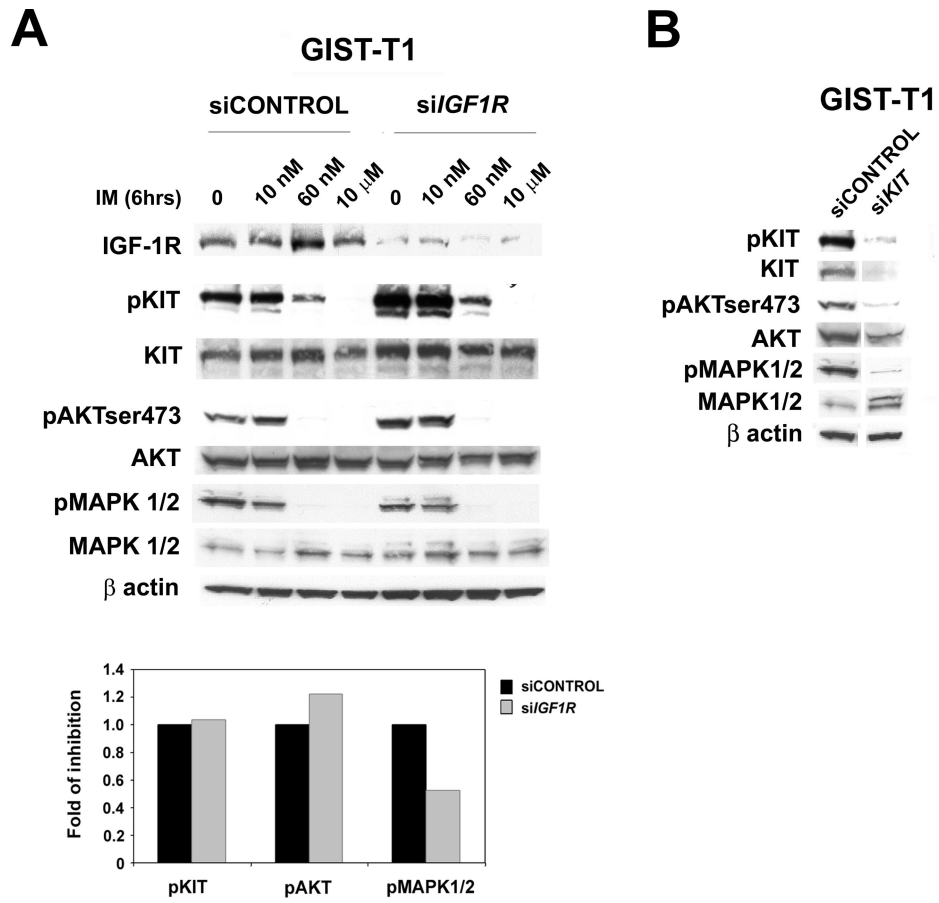 A
GIST-T1
siCONTROL siIGF1R
IM (6hrs) 0 10 nM 60 nM 10 μM 0 10 nM 60 nM 10 μM
IGF-1R
pKIT
KIT
pAKTser473
AKT
pMAPK 1/2
MAPK 1/2
β actin
Fold of inhibition
1.4
1.2
1.0
0.8
0.6
0.4
0.2
0
pKIT pAKT pMAPK1/2
siCONTROL
siIGF1R
B
GIST-T1
siCONTROL
siKIT
pKIT
KIT
pAKTser473
AKT
pMAPK1/2
MAPK1/2
β actin